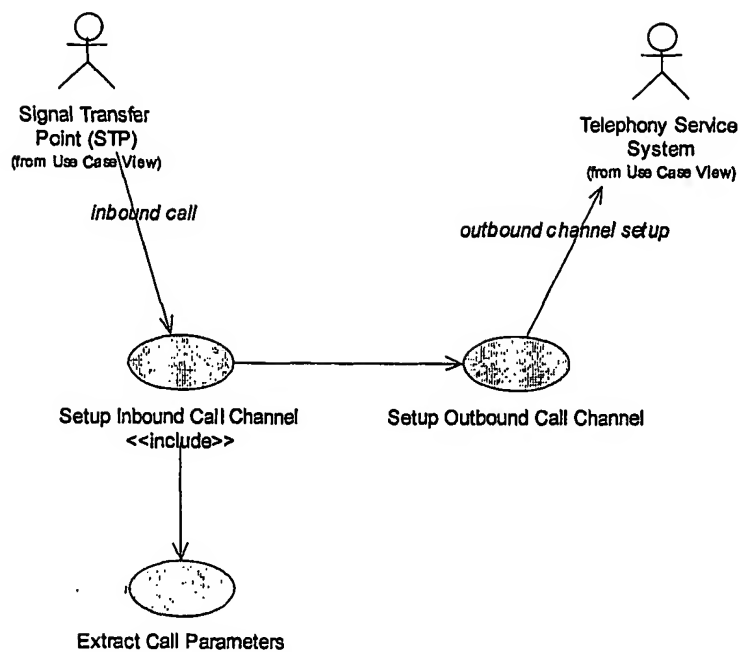 Signal Transfer
Point (STP)
(from Use Case View)
Telephony Service
System
(from Use Case View)
inbound call
outbound channel setup
Setup Inbound Call Channel
<<include>>
Setup Outbound Call Channel
Extract Call Parameters